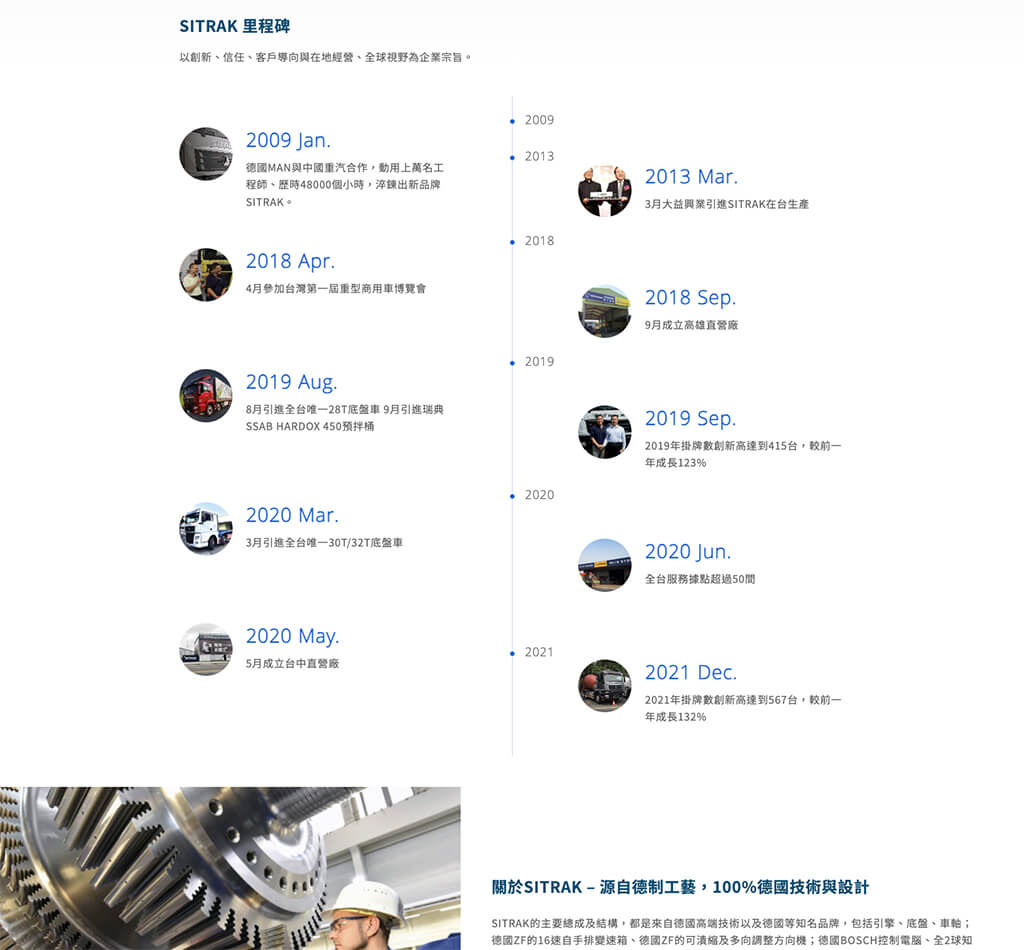 SITRAK 里程碑
以創新、信任、客戶導向與在地經營、全球視野為企業宗旨。
2009
2009 Jan.
德國MAN與中國重汽合作，動用上萬名工
程師、歷時48000個小時，淬鍊出新品牌
SITRAK。
2013
2013 Mar.
3月大益興業引進SITRAK在台生產
2018
2018 Apr.
4月參加台灣第一屆重型商用車博覽會
2018 Sep.
9月成立高雄直營廠
2019
2019 Aug.
8月引進全台唯一28T底盤車 9月引進瑞典
SSAB HARDOX 450預拌桶
2019 Sep.
2019年掛牌數創新高達到415台，較前一
年成長123%
2020
2020 Mar.
3月引進全台唯一30T/32T底盤車
2020 Jun.
全台服務據點超過50間
2020 May.
5月成立台中直營廠
2021
2021 Dec.
2021年掛牌數創新高達到567台，較前一
年成長132%
關於SITRAK – 源自德制工藝，100%德國技術與設計
SITRAK的主要總成及結構，都是來自德國高端技術以及德國等知名品牌，包括引擎、底盤、車軸；
德國ZF的16速自手排變速箱、德國ZF的可潰縮及多向調整方向機；德國BOSCH控制電腦、全2球知